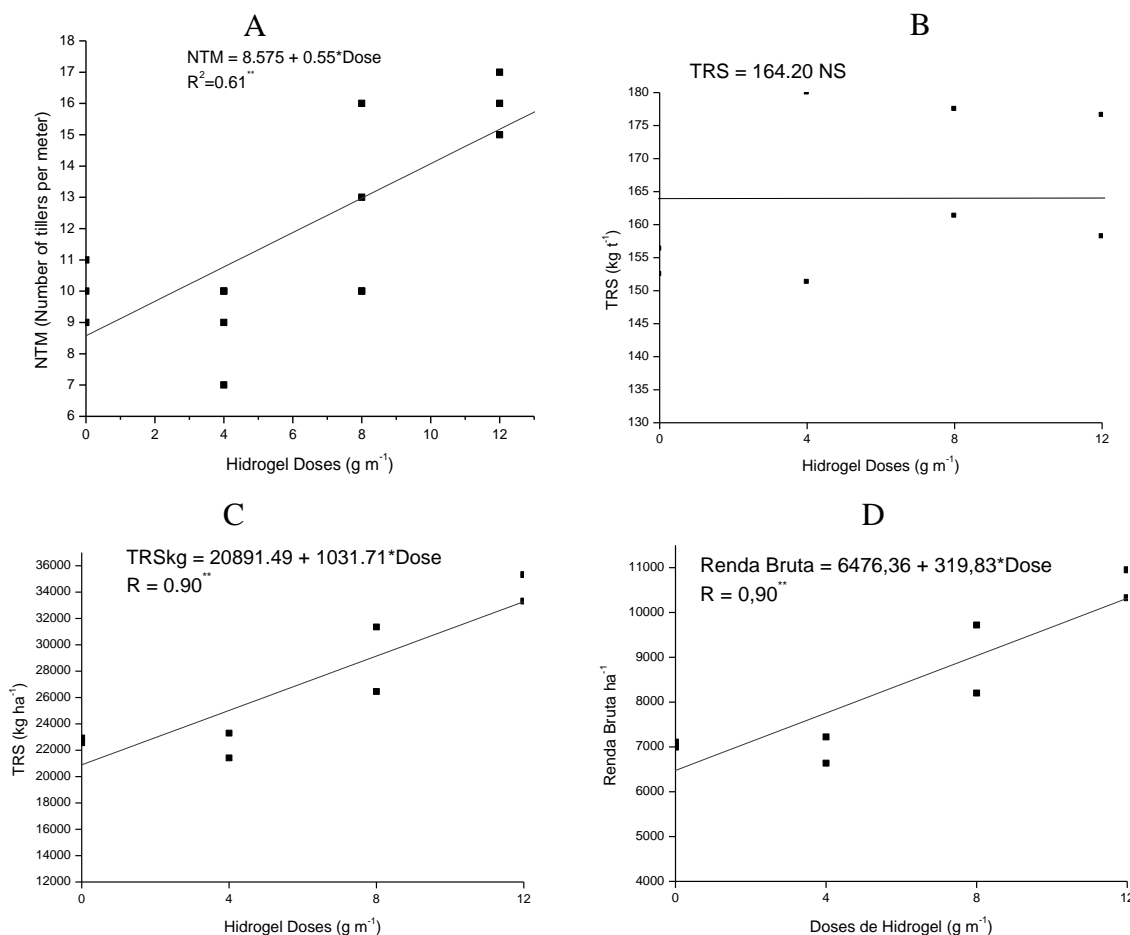 A
NTM = 8.575 + 0.55*Dose
R²=0.61**
18
17
16
15
14
13
12
11
10
9
8
7
6
NTM (Number of tillers per meter)
0 2 4 6 8 10 12
Hidrogel Doses (g m⁻¹)
B
TRS = 164.20 NS
180
175
170
165
160
155
150
145
140
135
130
TRS (kg t⁻¹)
0 4 8 12
Hidrogel Doses (g m⁻¹)
C
TRSkg = 20891.49 + 1031.71*Dose
R = 0.90**
36000
34000
32000
30000
28000
26000
24000
22000
20000
18000
16000
14000
12000
TRS (kg ha⁻¹)
0 4 8 12
Hidrogel Doses (g m⁻¹)
D
Renda Bruta = 6476,36 + 319,83*Dose
R = 0,90**
11000
10000
9000
8000
7000
6000
5000
4000
Renda Bruta ha⁻¹
0 4 8 12
Doses de Hidrogel (g m⁻¹)